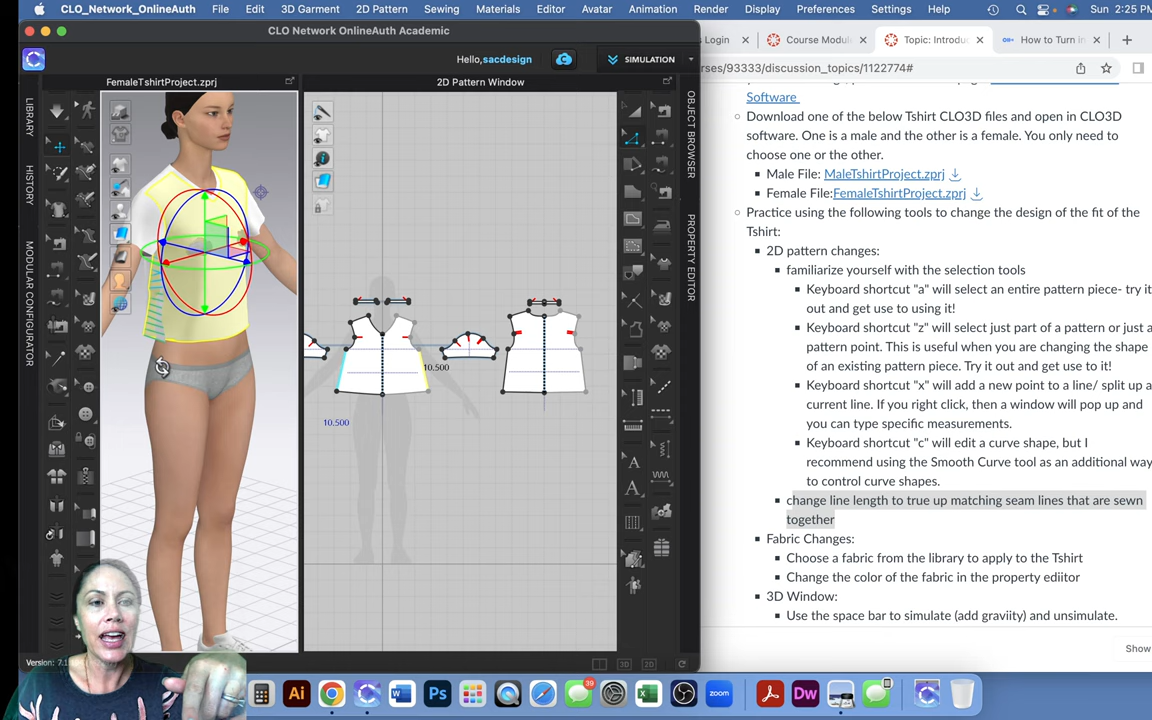 CLO_Network_OnlineAuth File Edit 3D Garment 2D Pattern Sewing Materials Editor Avatar Animation Render Display Preferences Settings Help Sun 2:25 PM
CLO Network OnlineAuth Academic
Hello,sacdesign SIMULATION
FemaleTshirtProject.zprj
2D Pattern Window
LIBRARY
HISTORY
MODULAR CONFIGURATOR
OBJECT BROWSER
PROPERTY EDITOR
10.500
10.500
A
A
3D 2D
Login Course Modul Topic: Introduc How to Turn in
rses/93333/discussion_topics/1122774#
Software
Download one of the below Tshirt CLO3D files and open in CLO3D
software. One is a male and the other is a female. You only need to
choose one or the other.
Male File: MaleTshirtProject.zprj
Female File:FemaleTshirtProject.zprj
Practice using the following tools to change the design of the fit of the
Tshirt:
2D pattern changes:
familiarize yourself with the selection tools
Keyboard shortcut "a" will select an entire pattern piece- try it
out and get use to using it!
Keyboard shortcut "z" will select just part of a pattern or just a
pattern point. This is useful when you are changing the shape
of an existing pattern piece. Try it out and get use to it!
Keyboard shortcut "x" will add a new point to a line/ split up a
current line. If you right click, then a window will pop up and
you can type specific measurements.
Keyboard shortcut "c" will edit a curve shape, but I
recommend using the Smooth Curve tool as an additional way
to control curve shapes.
change line length to true up matching seam lines that are sewn
together
Fabric Changes:
Choose a fabric from the library to apply to the Tshirt
Change the color of the fabric in the property ediitor
3D Window:
Use the space bar to simulate (add graviity) and unsimulate.
Show
Ai
W
Ps
39
zoom
Dw